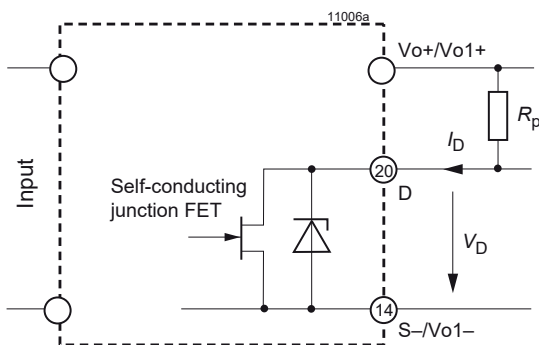 11006a
Vo+/Vo1+
Rp
ID
20
D
Input
Self-conducting
junction FET
VD
14
S–/Vo1–